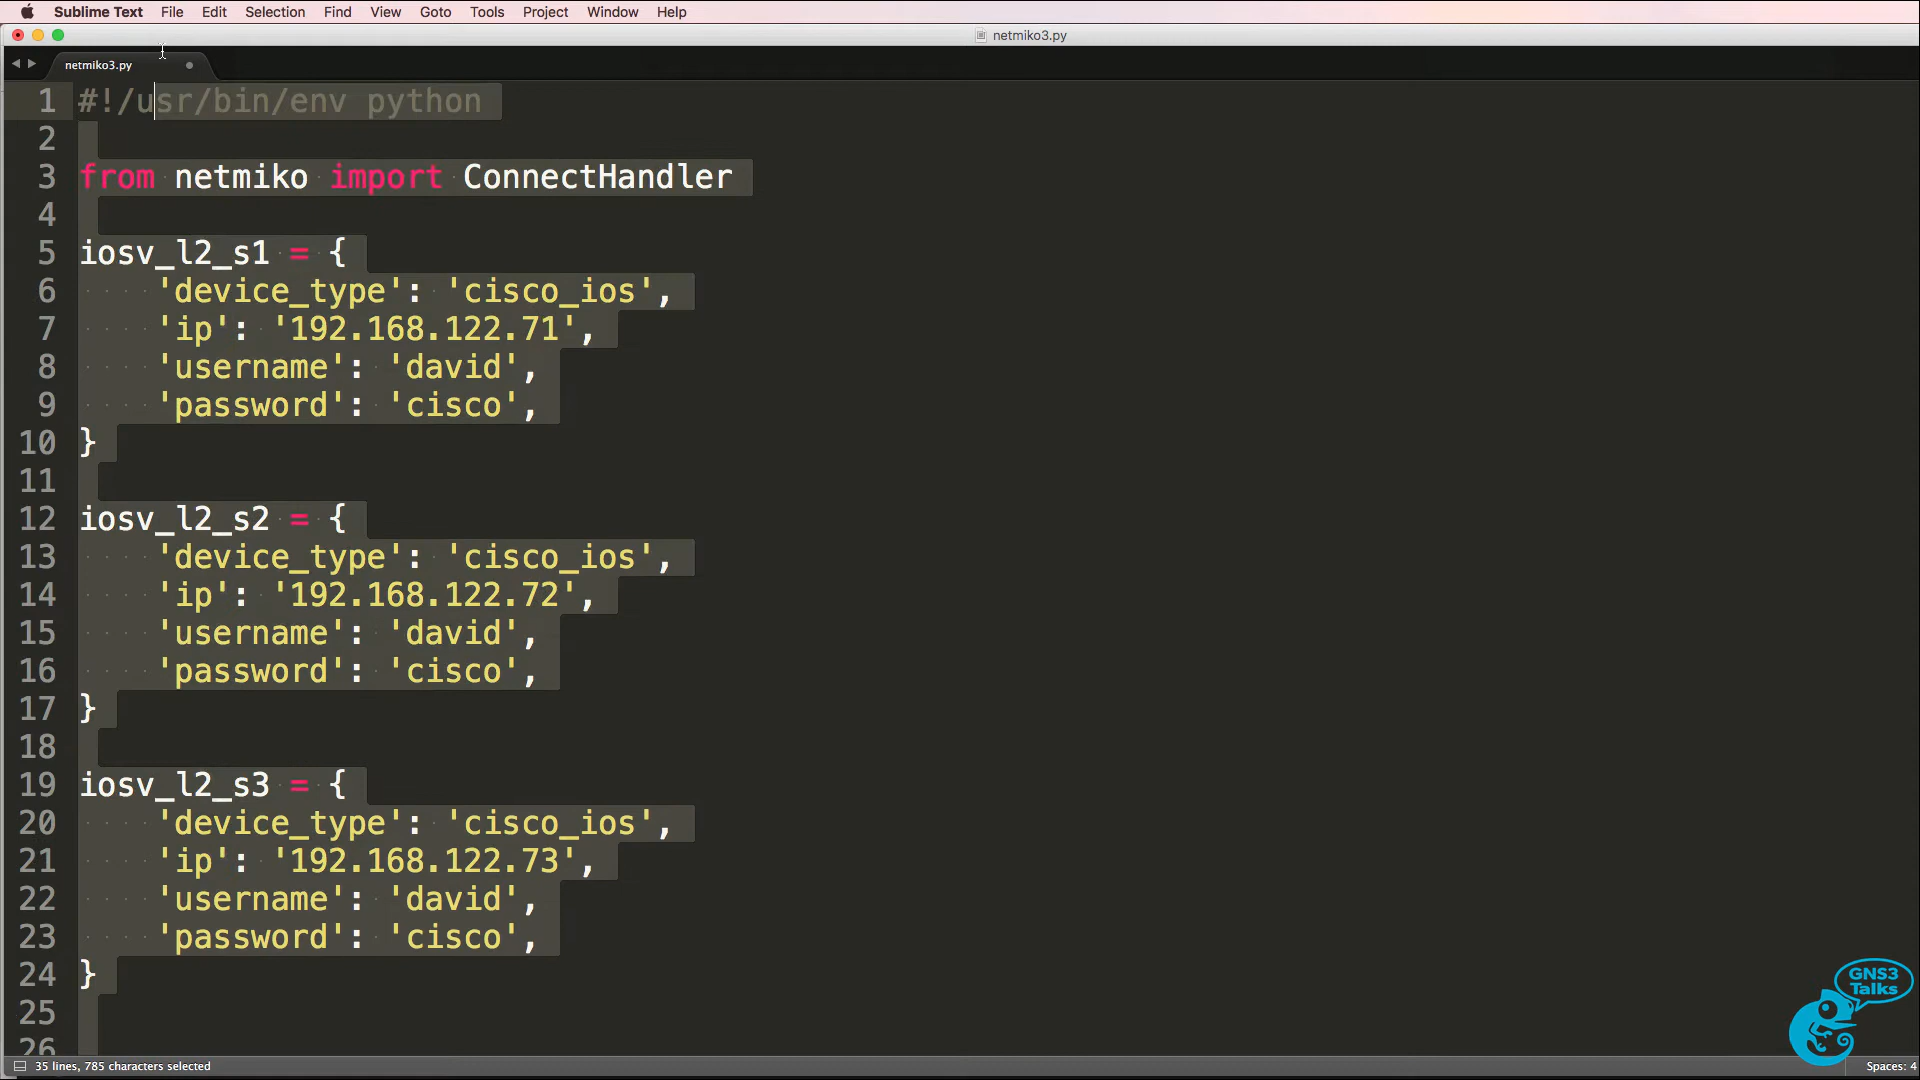 Sublime Text File Edit Selection Find View Goto Tools Project Window Help
netmiko3.py
netmiko3.py
1 #!/usr/bin/env python
2
3 from netmiko import ConnectHandler
4
5 iosv_l2_s1 = {
6 'device_type': 'cisco_ios',
7 'ip': '192.168.122.71',
8 'username': 'david',
9 'password': 'cisco',
10 }
11
12 iosv_l2_s2 = {
13 'device_type': 'cisco_ios',
14 'ip': '192.168.122.72',
15 'username': 'david',
16 'password': 'cisco',
17 }
18
19 iosv_l2_s3 = {
20 'device_type': 'cisco_ios',
21 'ip': '192.168.122.73',
22 'username': 'david',
23 'password': 'cisco',
24 }
25
26
GNS3
Talks
35 lines, 785 characters selected
Spaces: 4